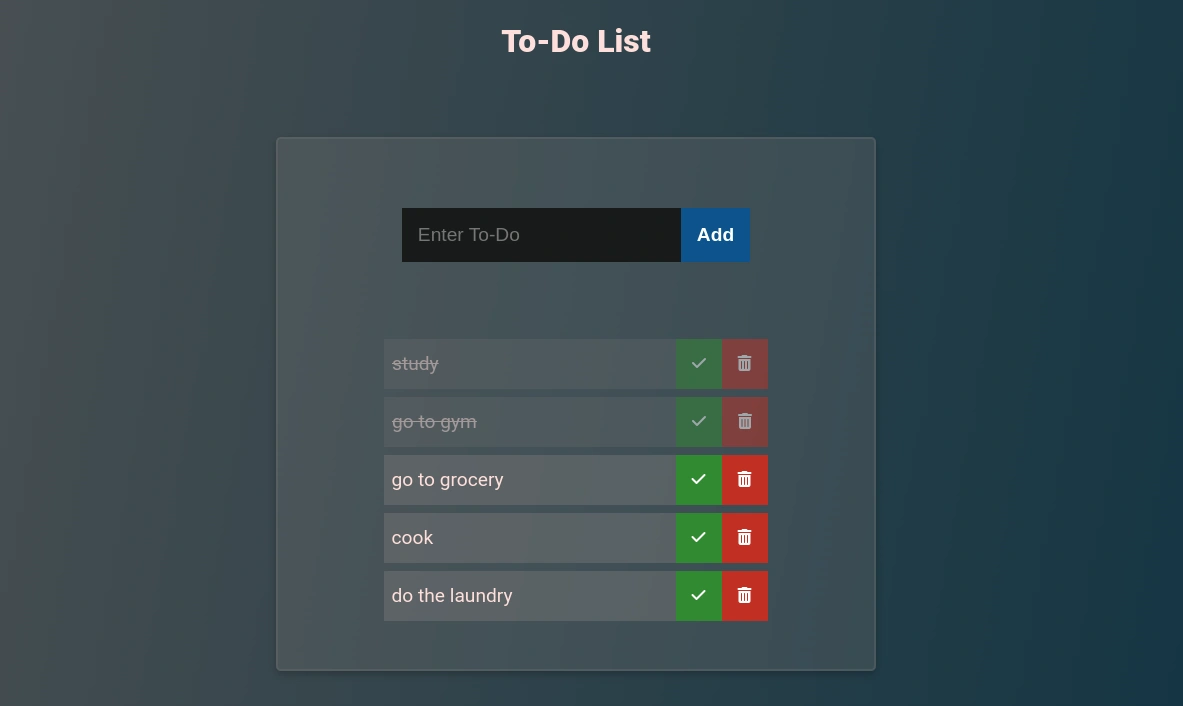 To-Do List
Enter To-Do
Add
study
go to gym
go to grocery
cook
do the laundry